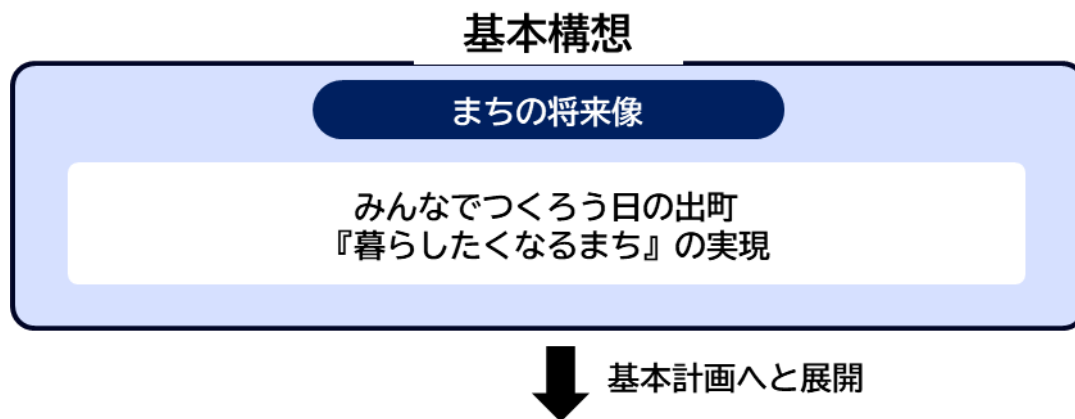 基本構想
まちの将来像
みんなでつくろう日の出町
『暮らしたくなるまち』の実現
基本計画へと展開